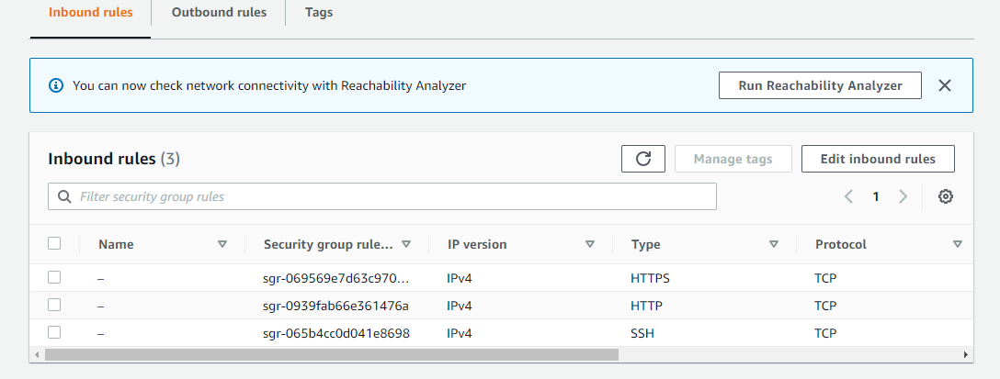 Inbound rules Outbound rules Tags
You can now check network connectivity with Reachability Analyzer Run Reachability Analyzer
Inbound rules (3) Manage tags Edit inbound rules
Filter security group rules 1
Name Security group rule... IP version Type Protocol
– sgr-069569e7d63c970... IPv4 HTTPS TCP
– sgr-0939fab66e361476a IPv4 HTTP TCP
– sgr-065b4cc0d041e8698 IPv4 SSH TCP